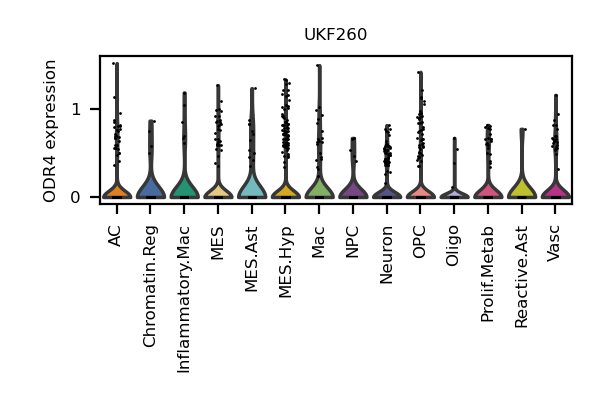 UKF260
ODR4 expression
1
0
AC
Chromatin.Reg
Inflammatory.Mac
MES
MES.Ast
MES.Hyp
Mac
NPC
Neuron
OPC
Oligo
Prolif.Metab
Reactive.Ast
Vasc